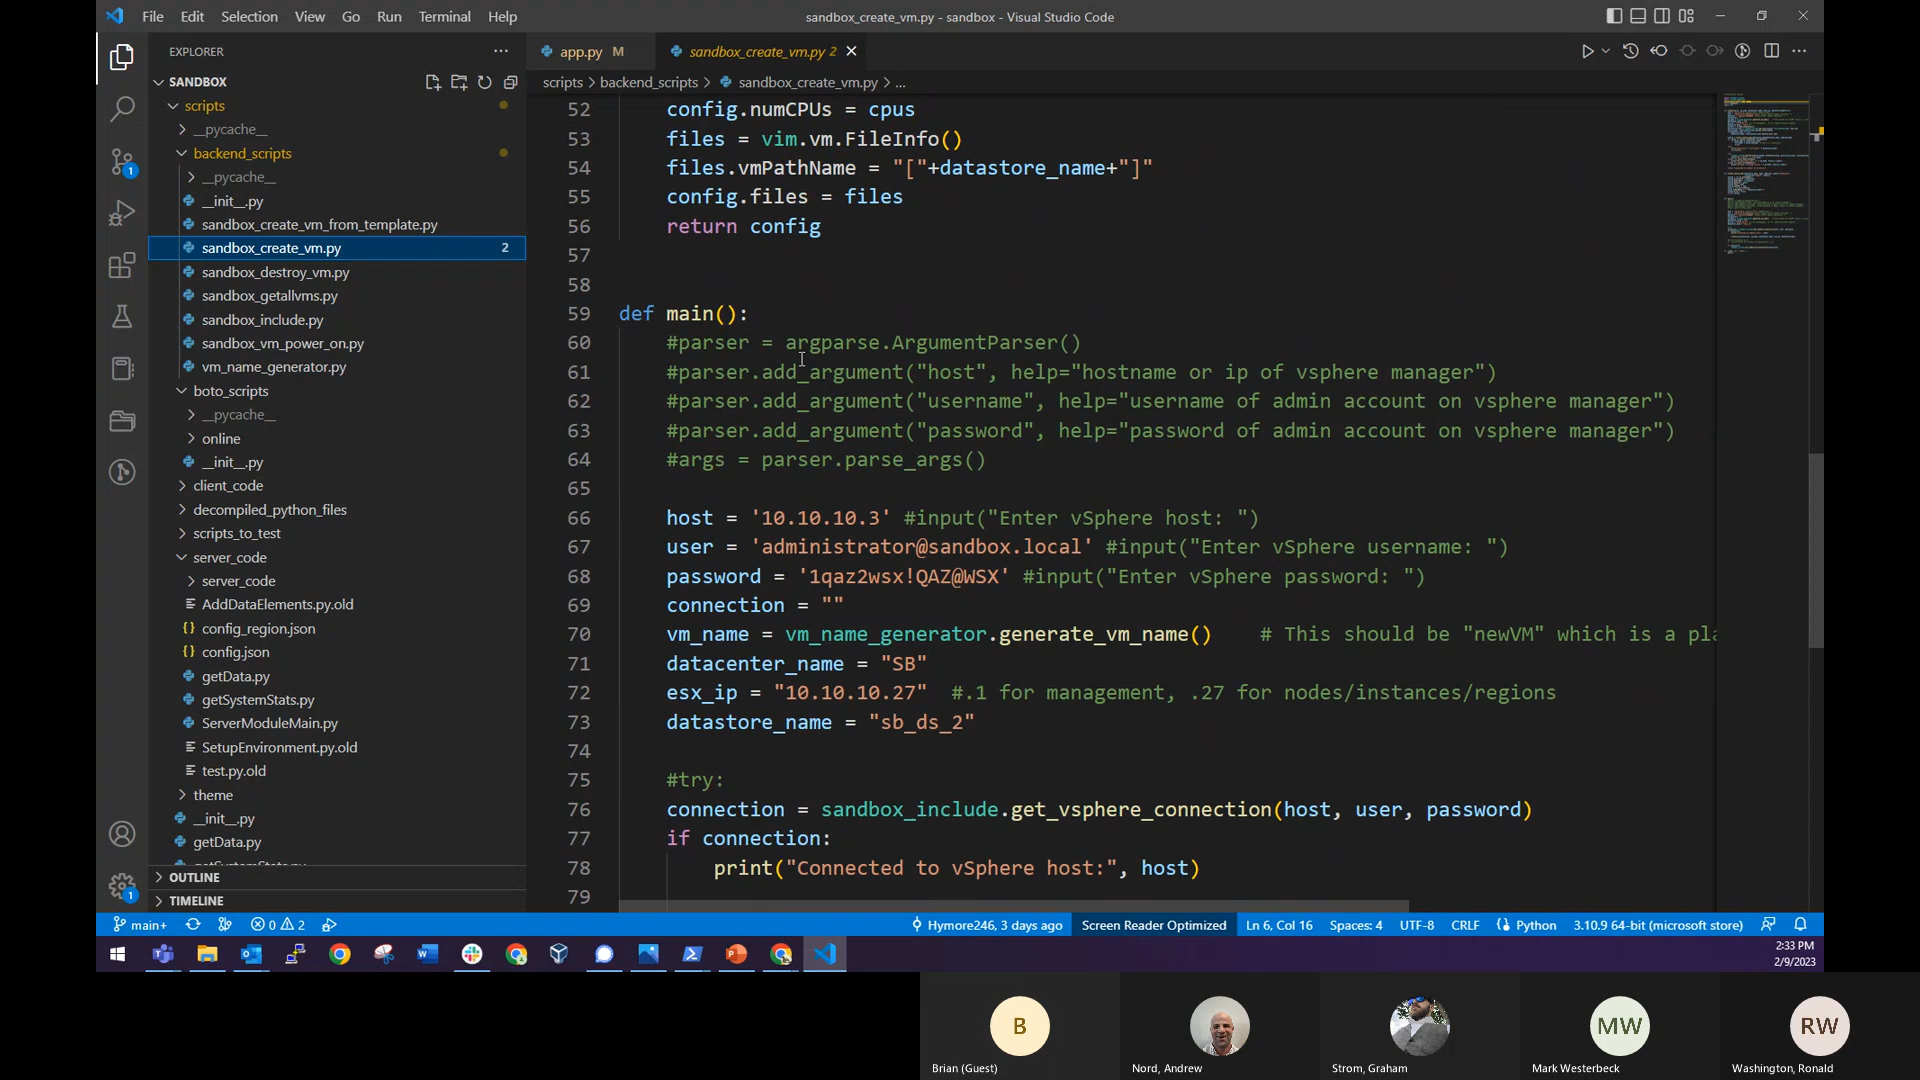 File Edit Selection View Go Run Terminal Help
sandbox_create_vm.py - sandbox - Visual Studio Code
EXPLORER
SANDBOX
scripts
__pycache__
backend_scripts
__pycache__
__init__.py
sandbox_create_vm_from_template.py
sandbox_create_vm.py 2
sandbox_destroy_vm.py
sandbox_getallvms.py
sandbox_include.py
sandbox_vm_power_on.py
vm_name_generator.py
boto_scripts
__pycache__
online
__init__.py
client_code
decompiled_python_files
scripts_to_test
server_code
server_code
AddDataElements.py.old
config_region.json
config.json
getData.py
getSystemStats.py
ServerModuleMain.py
SetupEnvironment.py.old
test.py.old
theme
__init__.py
getData.py
getSystemStats.py
OUTLINE
TIMELINE
1
1
app.py M
sandbox_create_vm.py 2
scripts > backend_scripts > sandbox_create_vm.py > ...
52 config.numCPUs = cpus
53 files = vim.vm.FileInfo()
54 files.vmPathName = "["+datastore_name+"]"
55 config.files = files
56 return config
57
58
59 def main():
60 #parser = argparse.ArgumentParser()
61 #parser.add_argument("host", help="hostname or ip of vsphere manager")
62 #parser.add_argument("username", help="username of admin account on vsphere manager")
63 #parser.add_argument("password", help="password of admin account on vsphere manager")
64 #args = parser.parse_args()
65
66 host = '10.10.10.3' #input("Enter vSphere host: ")
67 user = 'administrator@sandbox.local' #input("Enter vSphere username: ")
68 password = '1qaz2wsx!QAZ@WSX' #input("Enter vSphere password: ")
69 connection = ""
70 vm_name = vm_name_generator.generate_vm_name() # This should be "newVM" which is a pla
71 datacenter_name = "SB"
72 esx_ip = "10.10.10.27" #.1 for management, .27 for nodes/instances/regions
73 datastore_name = "sb_ds_2"
74
75 #try:
76 connection = sandbox_include.get_vsphere_connection(host, user, password)
77 if connection:
78 print("Connected to vSphere host:", host)
79
main+ 0 2 Hymore246, 3 days ago Screen Reader Optimized Ln 6, Col 16 Spaces: 4 UTF-8 CRLF Python 3.10.9 64-bit (microsoft store)
2:33 PM
2/9/2023
B
MW
RW
Brian (Guest)
Nord, Andrew
Strom, Graham
Mark Westerbeck
Washington, Ronald